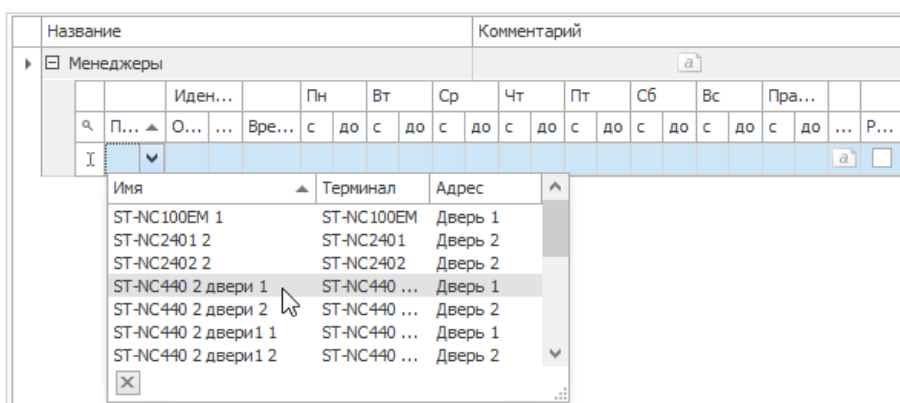 Название Комментарий
Менеджеры a
Иден... Пн Вт Ср Чт Пт Сб Вс Пра...
П... О... ... Вре... с до с до с до с до с до с до с до с до ... Р...
a
Имя Терминал Адрес
ST-NC100EM 1 ST-NC100EM Дверь 1
ST-NC2401 2 ST-NC2401 Дверь 2
ST-NC2402 2 ST-NC2402 Дверь 2
ST-NC440 2 двери 1 ST-NC440 ... Дверь 1
ST-NC440 2 двери 2 ST-NC440 ... Дверь 2
ST-NC440 2 двери1 1 ST-NC440 ... Дверь 1
ST-NC440 2 двери1 2 ST-NC440 ... Дверь 2